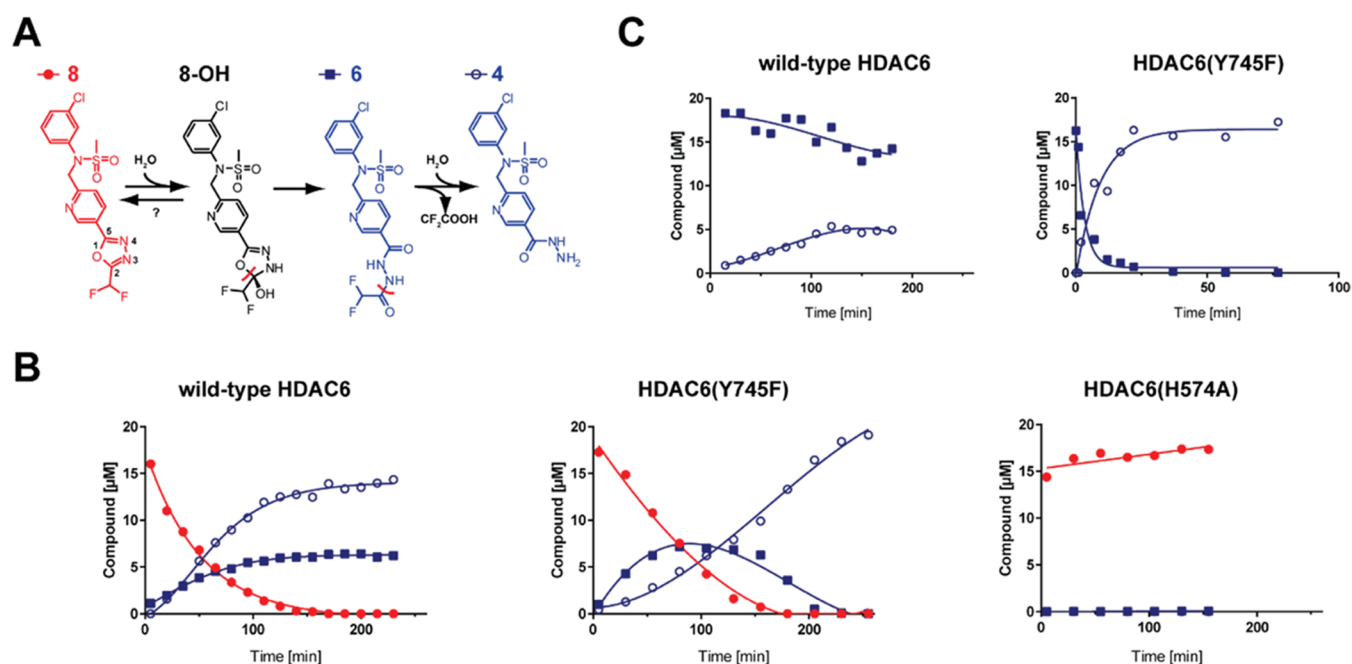 A
8
8-OH
6
4
Cl
Cl
Cl
Cl
N
S=O
O
N
S=O
O
N
S=O
O
N
S=O
O
H₂O
?
H₂O
CF₂COOH
N
5
1
O
N
4
N
3
2
F
F
N
N
O
NH
OH
F
F
N
O
NH
NH
F
F
O
N
O
NH
NH₂
C
wild-type HDAC6
Compound [µM]
20
15
10
5
0
0
100
200
Time [min]
HDAC6(Y745F)
Compound [µM]
20
15
10
5
0
0
50
100
Time [min]
B
wild-type HDAC6
Compound [µM]
20
15
10
5
0
0
100
200
Time [min]
HDAC6(Y745F)
Compound [µM]
20
15
10
5
0
0
100
200
Time [min]
HDAC6(H574A)
Compound [µM]
20
15
10
5
0
0
100
200
Time [min]